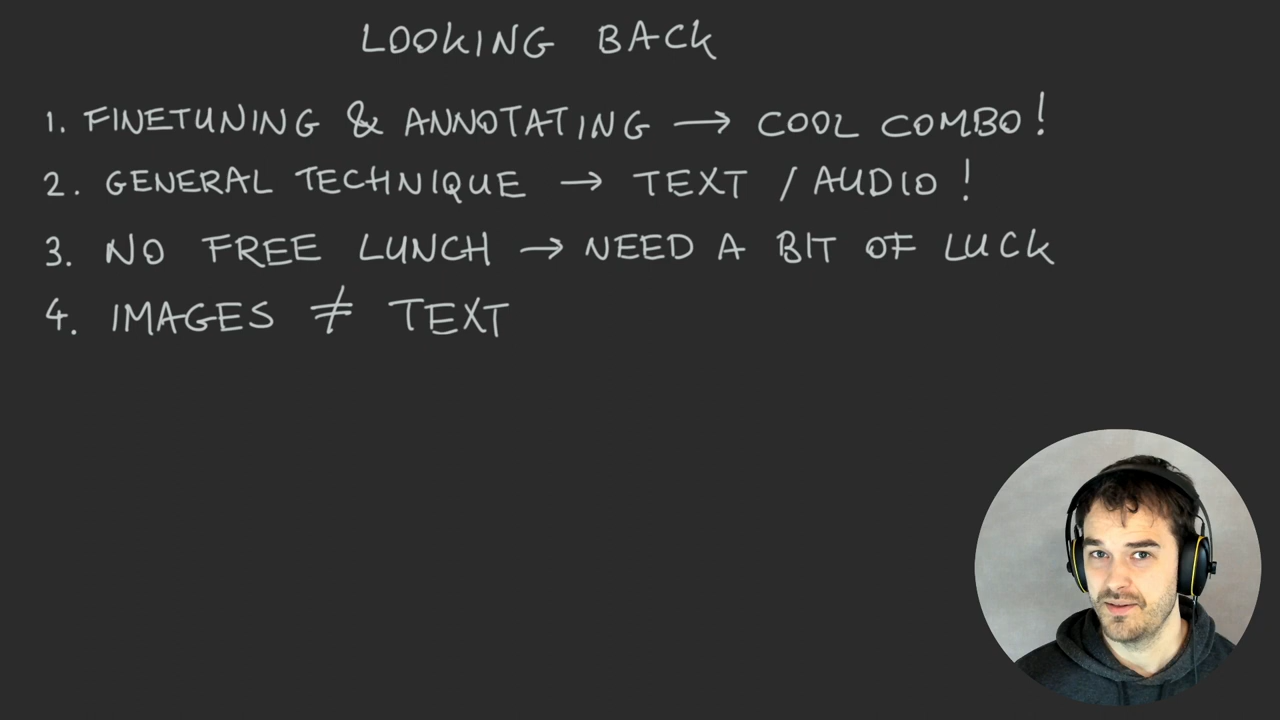 LOOKING BACK
1. FINETUNING & ANNOTATING → COOL COMBO!
2. GENERAL TECHNIQUE → TEXT / AUDIO!
3. NO FREE LUNCH → NEED A BIT OF LUCK
4. IMAGES ≠ TEXT